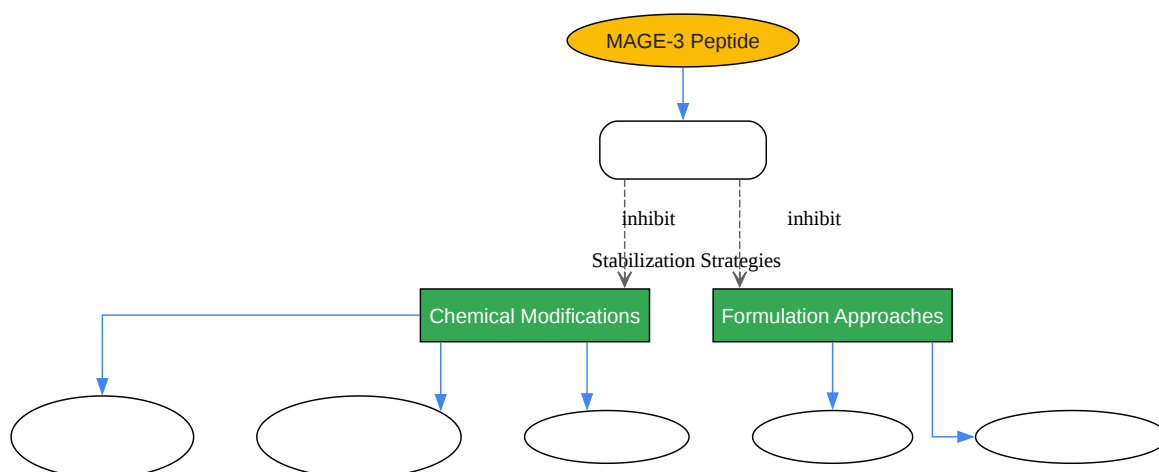 MAGE-3 Peptide
inhibit
inhibit
Stabilization Strategies
Chemical Modifications
Formulation Approaches